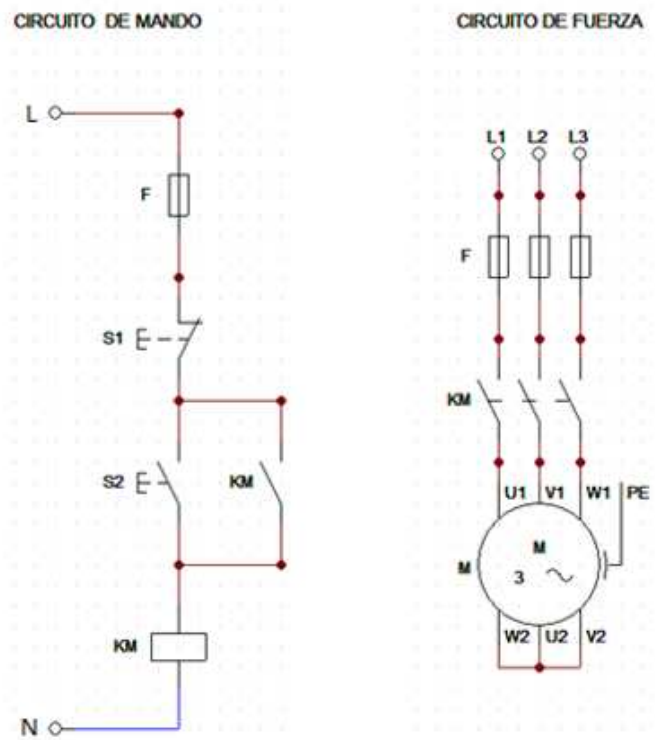 CIRCUITO DE MANDO
L
F
S1
S2
KM
KM
N
CIRCUITO DE FUERZA
L1 L2 L3
F
KM
U1 V1 W1 PE
M
M
3
W2 U2 V2